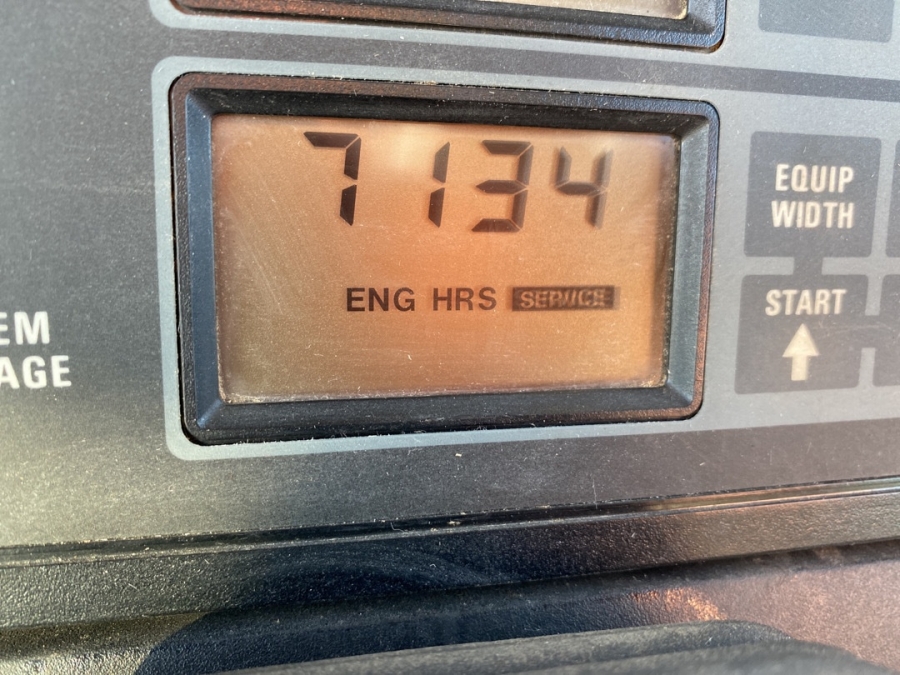 7134
ENG HRS SERVICE
EM
AGE
EQUIP
WIDTH
START